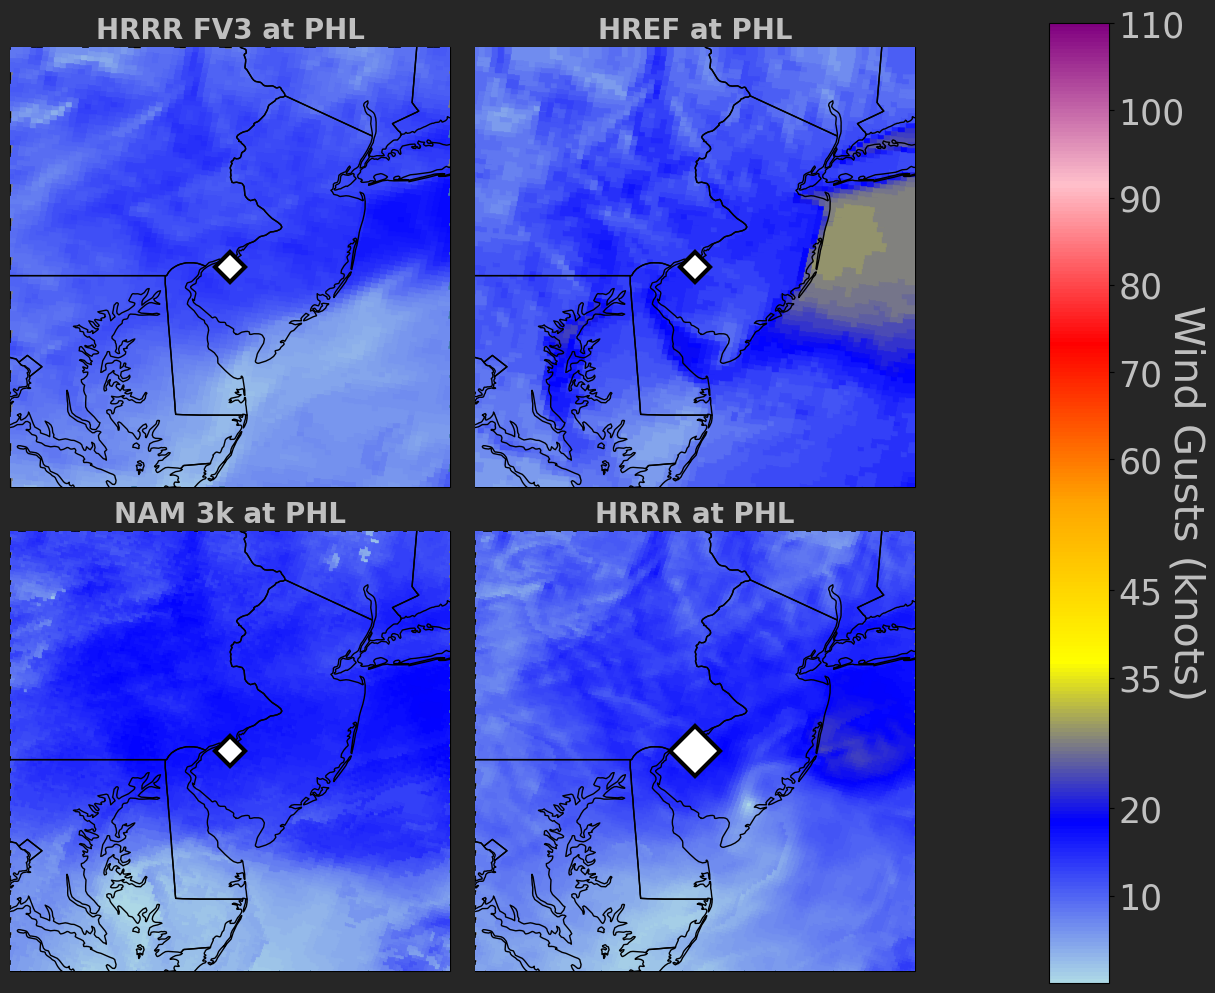 HRRR FV3 at PHL
HREF at PHL
NAM 3k at PHL
HRRR at PHL
110
100
90
80
70
60
45
35
20
10
Wind Gusts (knots)